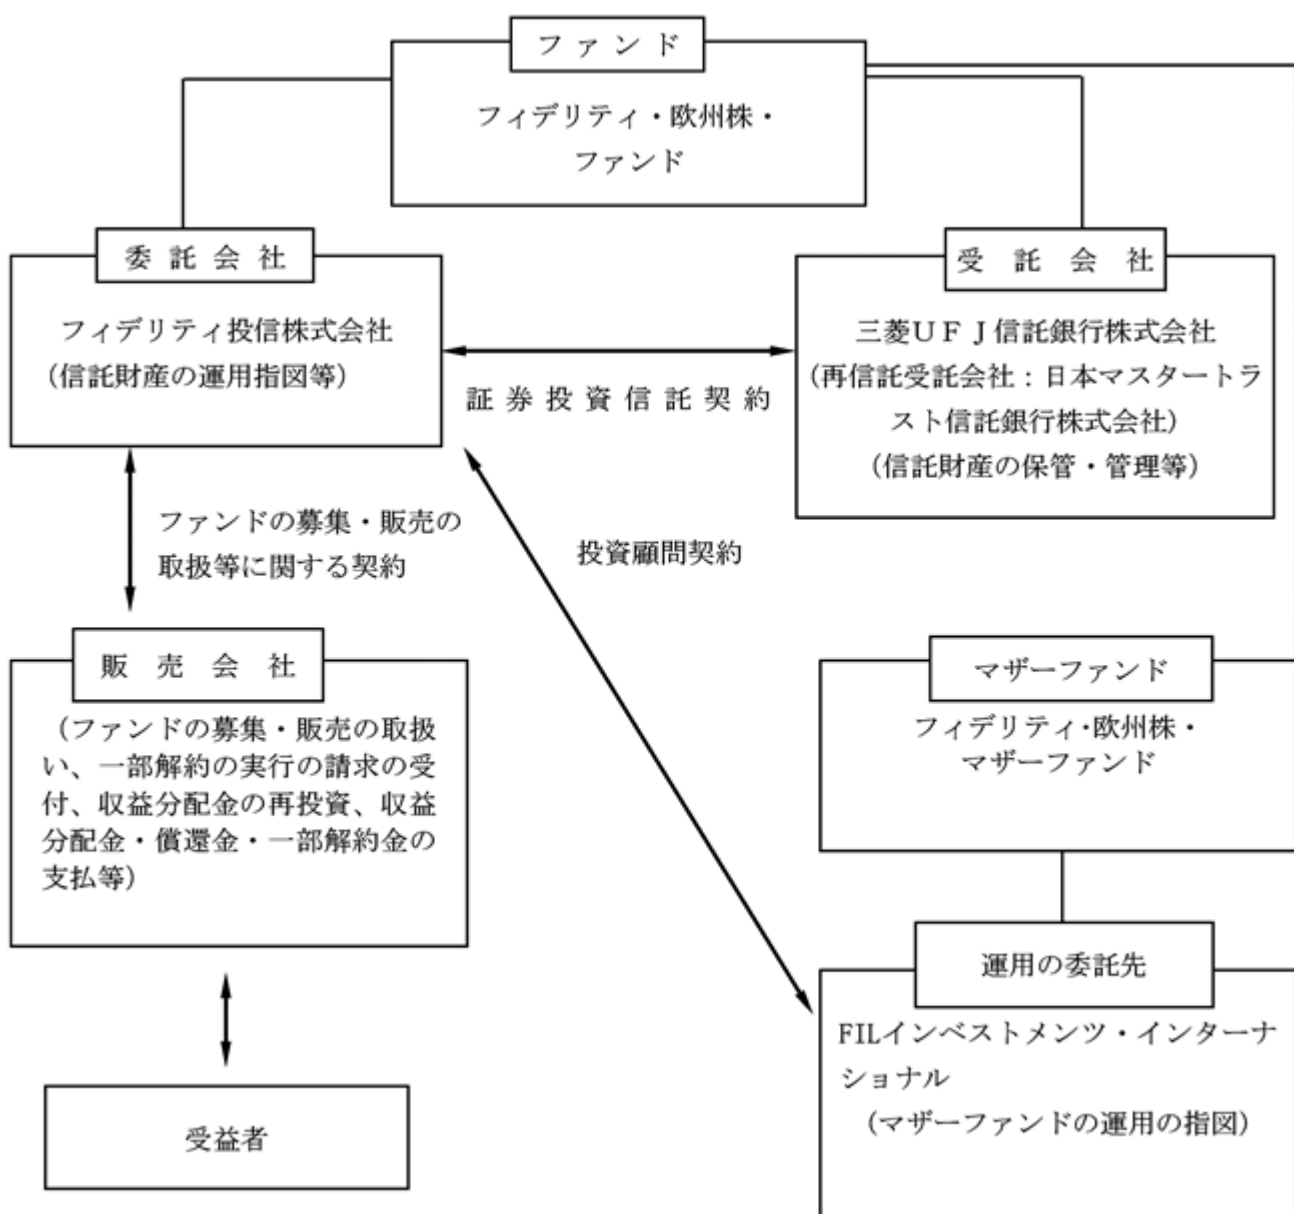 ファンド
フィデリティ・欧州株・
ファンド
委託会社
フィデリティ投信株式会社
（信託財産の運用指図等）
証券投資信託契約
受託会社
三菱ＵＦＪ信託銀行株式会社
（再信託受託会社：日本マスタートラ
スト信託銀行株式会社）
（信託財産の保管・管理等）
ファンドの募集・販売の
取扱等に関する契約
投資顧問契約
販売会社
（ファンドの募集・販売の取扱
い、一部解約の実行の請求の受
付、収益分配金の再投資、収益
分配金・償還金・一部解約金の
支払等）
マザーファンド
フィデリティ・欧州株・
マザーファンド
運用の委託先
FILインベストメンツ・インターナ
ショナル
（マザーファンドの運用の指図）
受益者